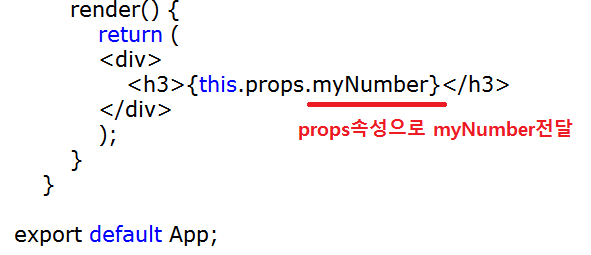 render() {
return (
<div>
<h3>{this.props.myNumber}</h3>
</div>
props속성으로 myNumber전달
);
}
}
export default App;